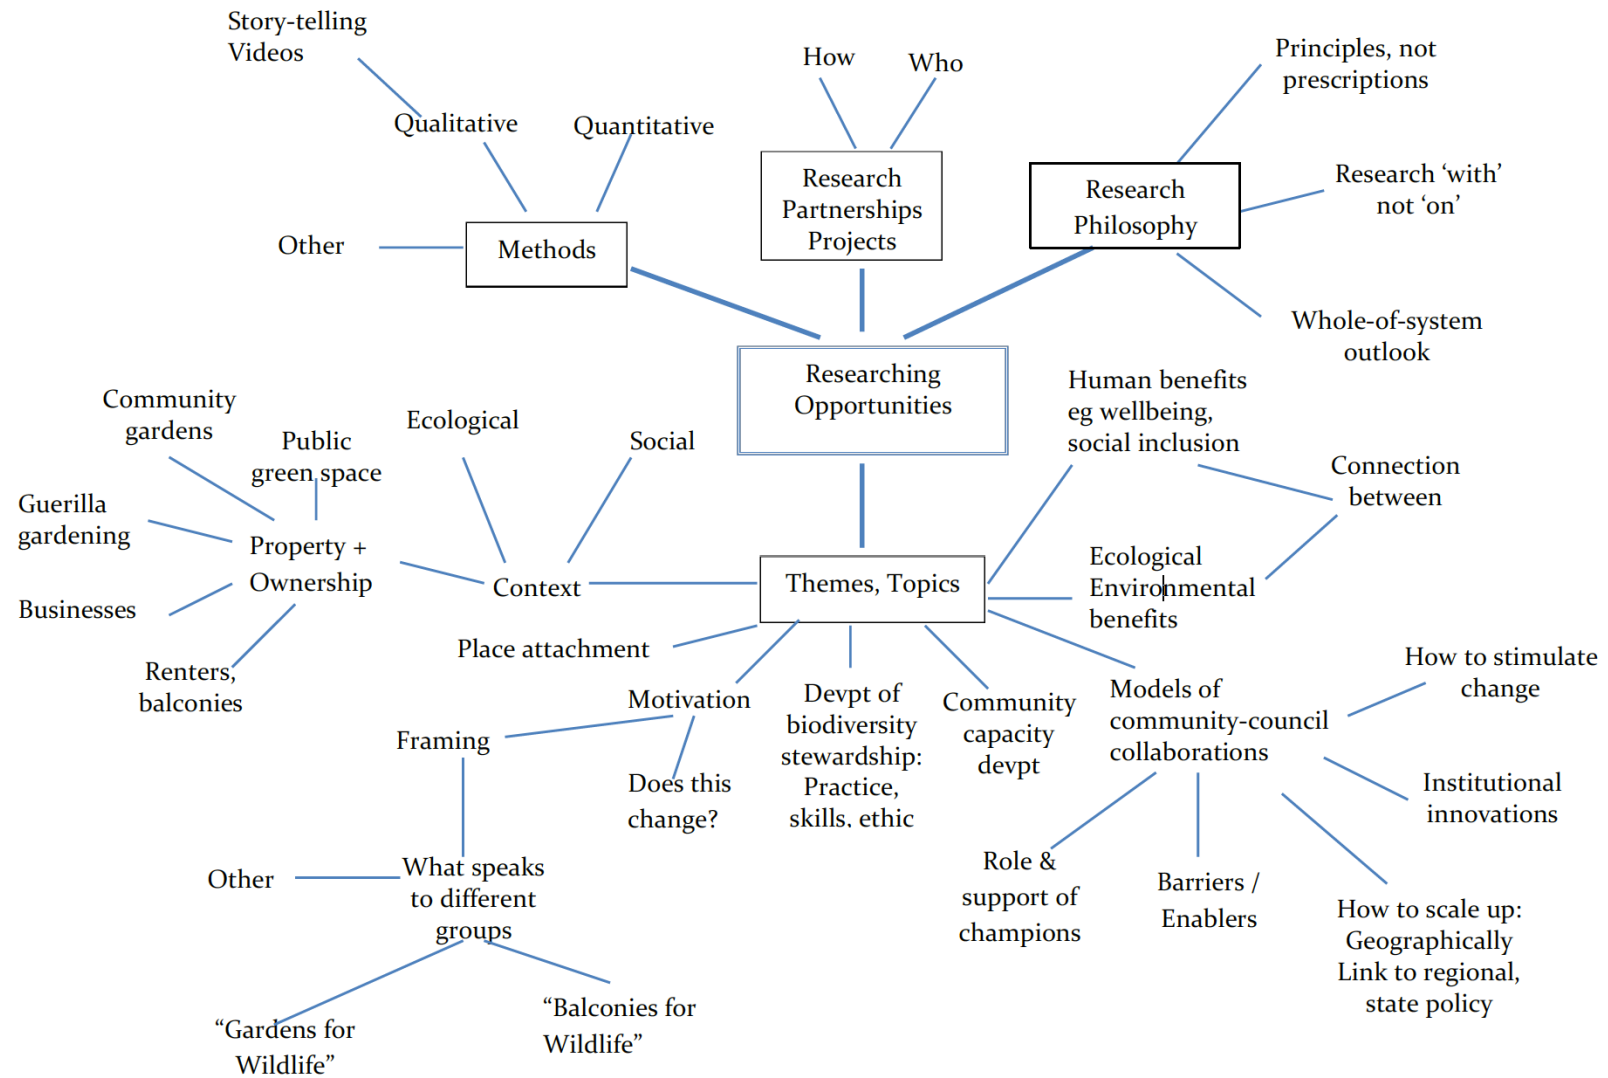 Story-telling
Videos
How
Who
Principles, not
prescriptions
Qualitative
Quantitative
Research
Partnerships
Projects
Research
Philosophy
Research ‘with’
not ‘on’
Other
Methods
Whole-of-system
outlook
Researching
Opportunities
Human benefits
eg wellbeing,
social inclusion
Connection
between
Community
gardens
Public
green space
Ecological
Social
Guerilla
gardening
Property +
Ownership
Context
Themes, Topics
Ecological
Environmental
benefits
Businesses
Renters,
balconies
Place attachment
Motivation
Framing
Does this
change?
Devpt of
biodiversity
stewardship:
Practice,
skills, ethic
Community
capacity
devpt
Models of
community-council
collaborations
How to stimulate
change
Institutional
innovations
Other
What speaks
to different
groups
Role &
support of
champions
Barriers /
Enablers
How to scale up:
Geographically
Link to regional,
state policy
“Gardens for
Wildlife”
“Balconies for
Wildlife”